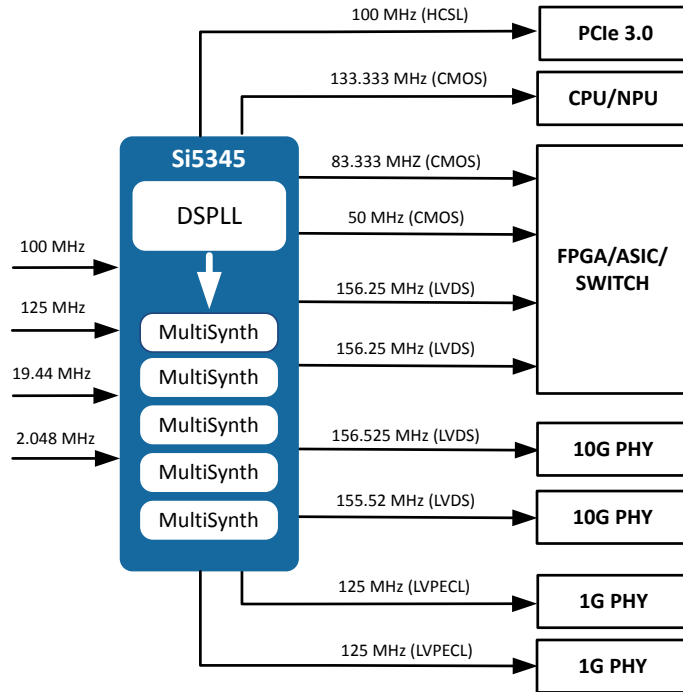 100 MHz (HCSL)
PCIe 3.0
133.333 MHz (CMOS)
CPU/NPU
Si5345
DSPLL
MultiSynth
MultiSynth
MultiSynth
MultiSynth
MultiSynth
100 MHz
125 MHz
19.44 MHz
2.048 MHz
83.333 MHZ (CMOS)
50 MHz (CMOS)
156.25 MHz (LVDS)
156.25 MHz (LVDS)
FPGA/ASIC/
SWITCH
156.525 MHz (LVDS)
10G PHY
155.52 MHz (LVDS)
10G PHY
125 MHz (LVPECL)
1G PHY
125 MHz (LVPECL)
1G PHY